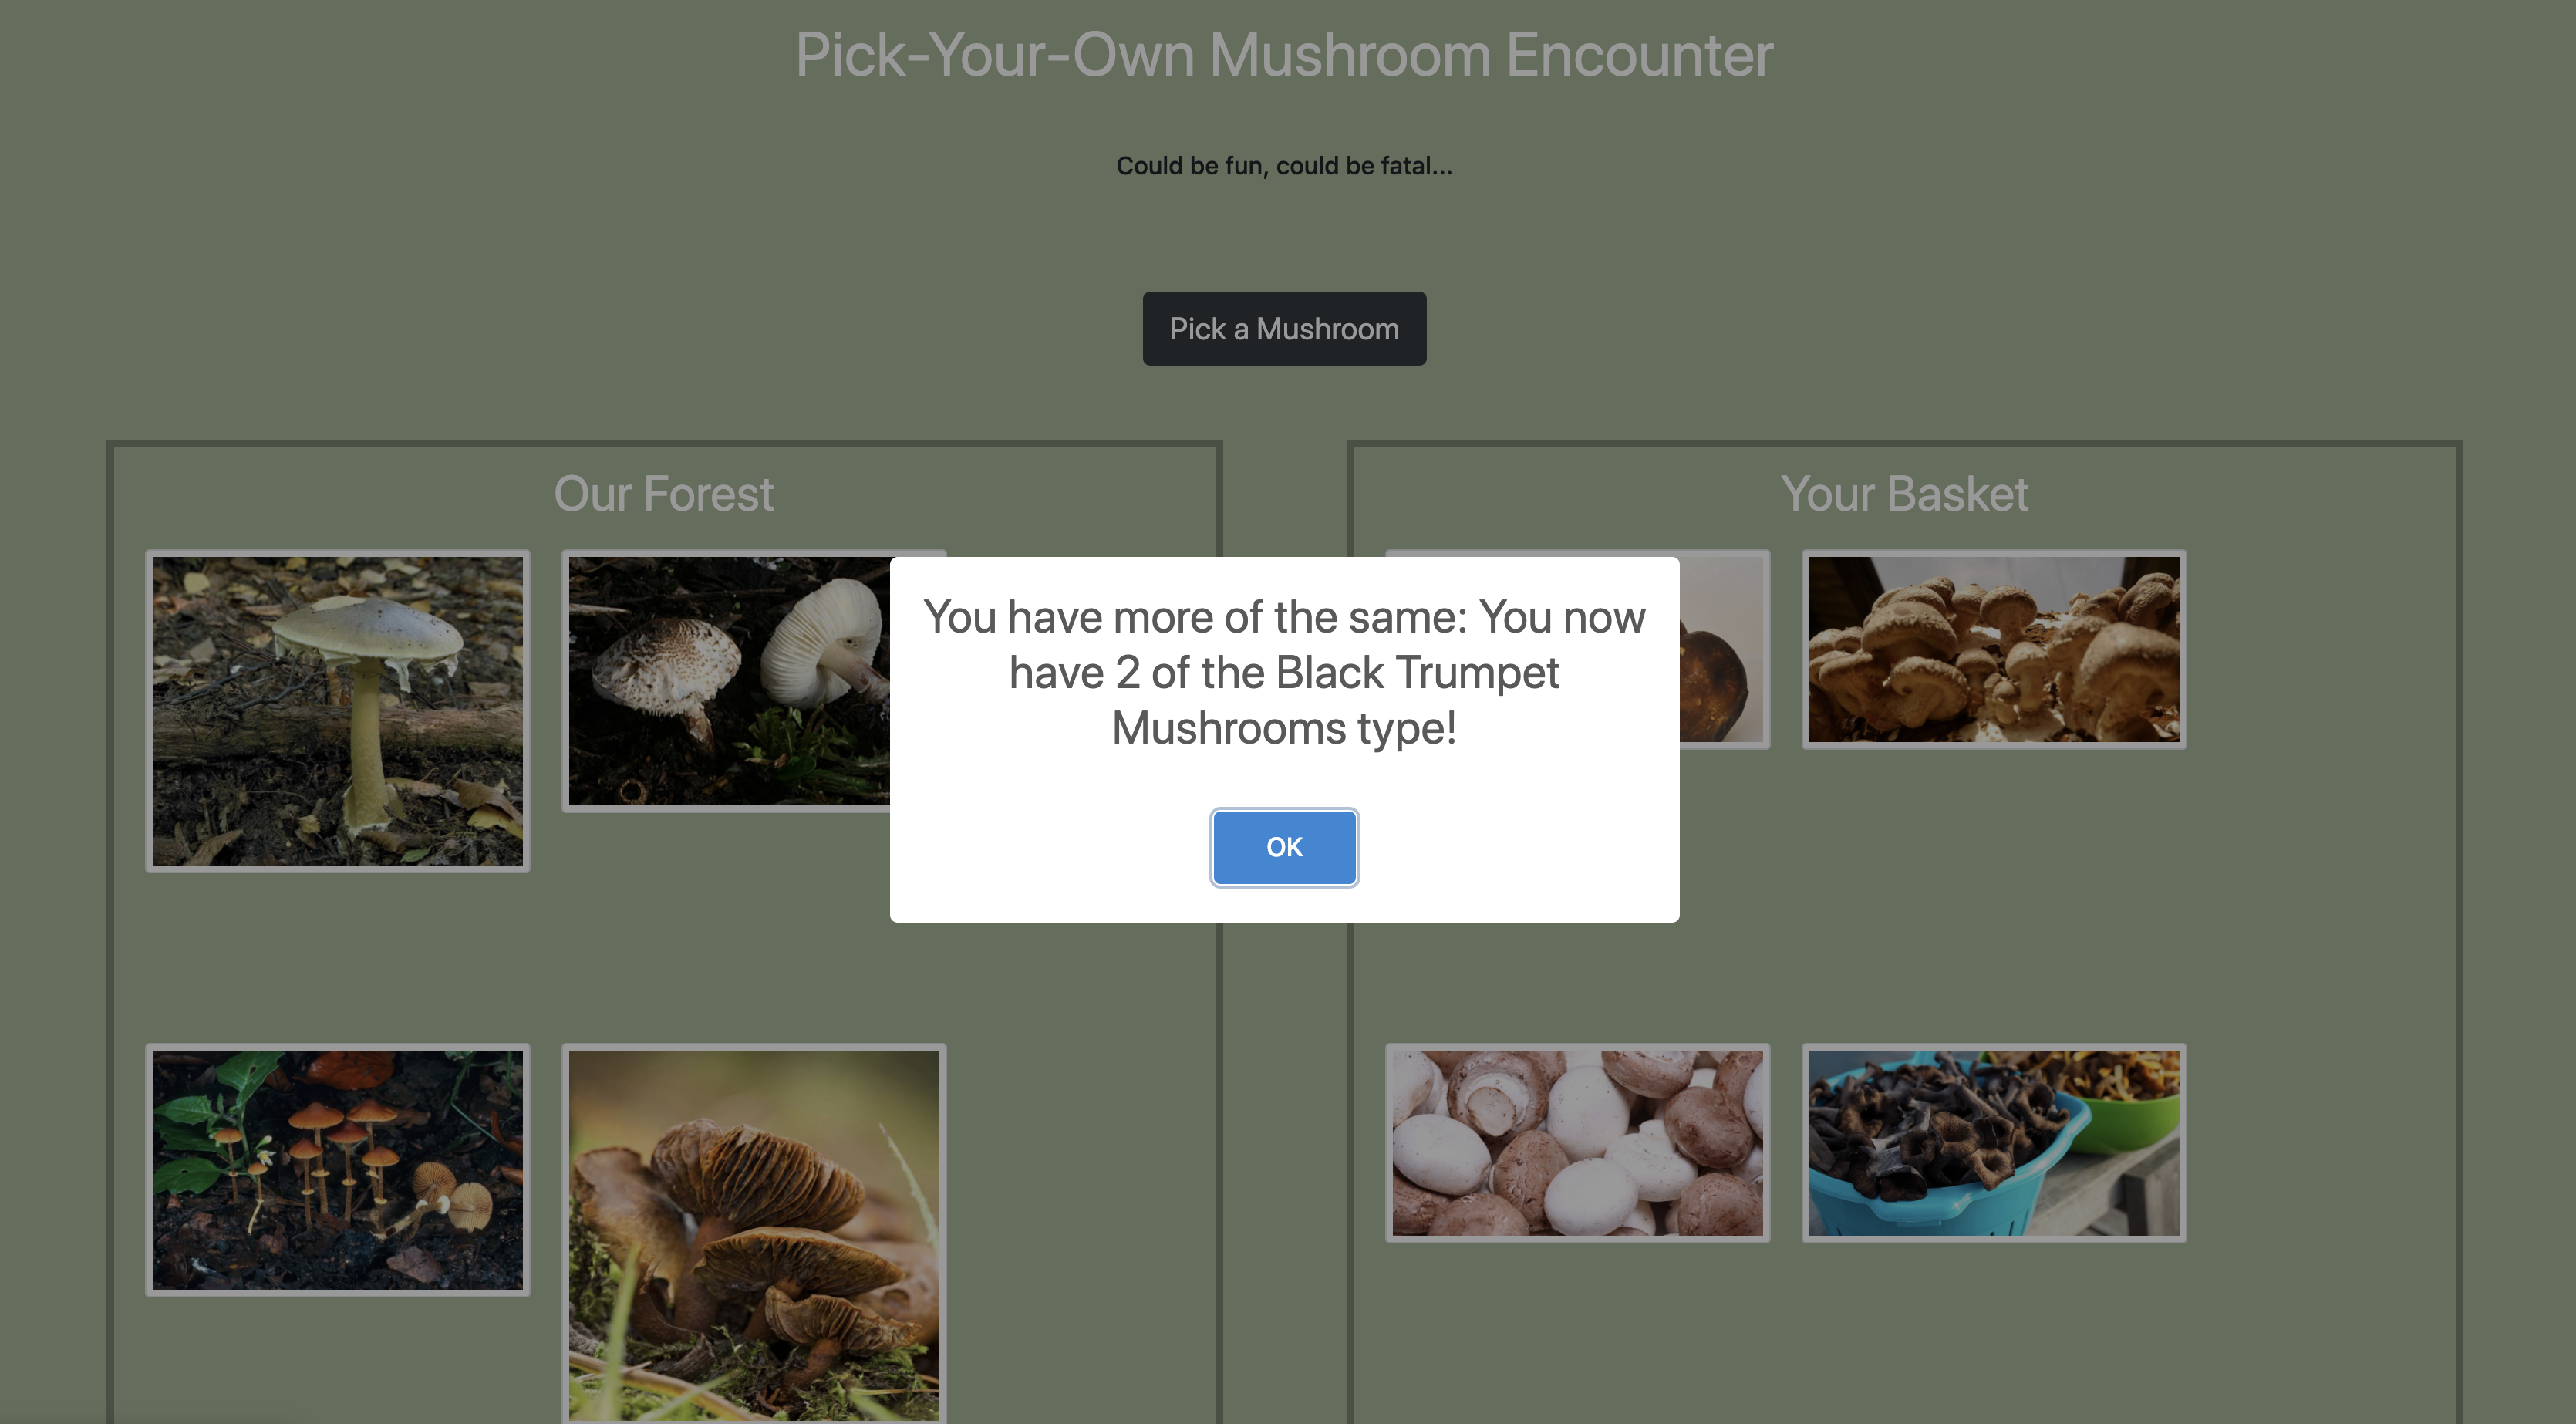 Pick-Your-Own Mushroom Encounter
Could be fun, could be fatal...
Pick a Mushroom
Our Forest
Your Basket
You have more of the same: You now
have 2 of the Black Trumpet
Mushrooms type!
OK